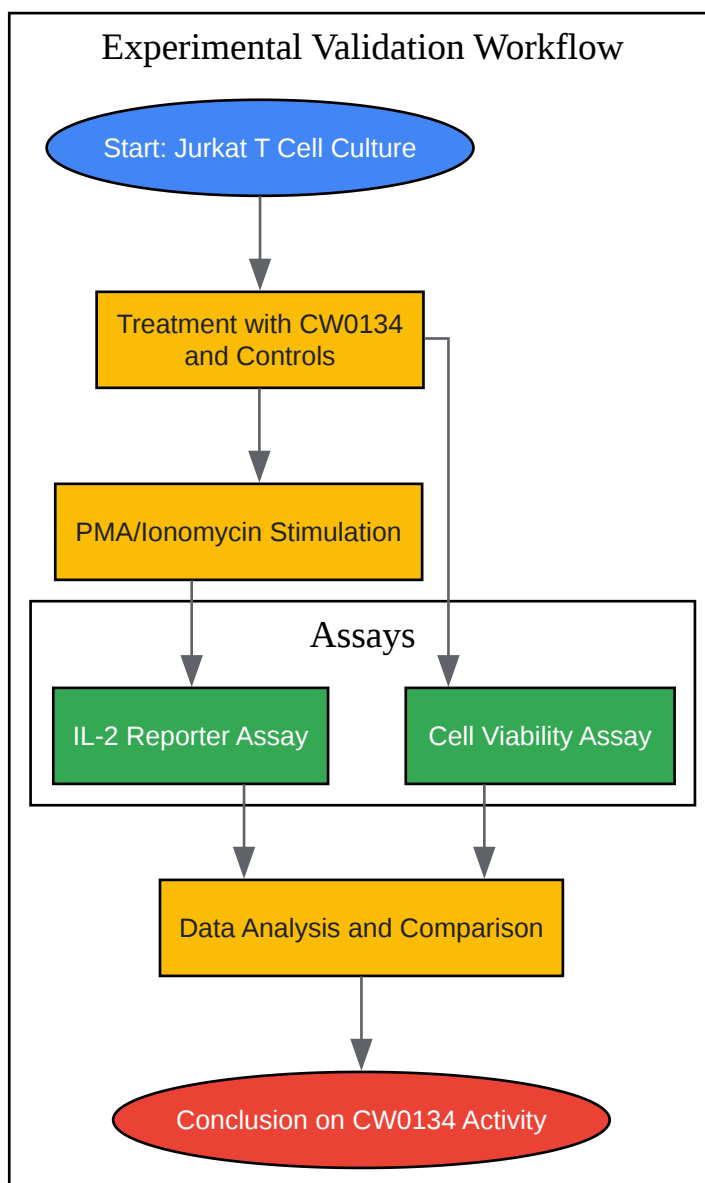 Experimental Validation Workflow
Start: Jurkat T Cell Culture
Treatment with CW0134
and Controls
PMA/Ionomycin Stimulation
Assays
IL-2 Reporter Assay
Cell Viability Assay
Data Analysis and Comparison
Conclusion on CW0134 Activity